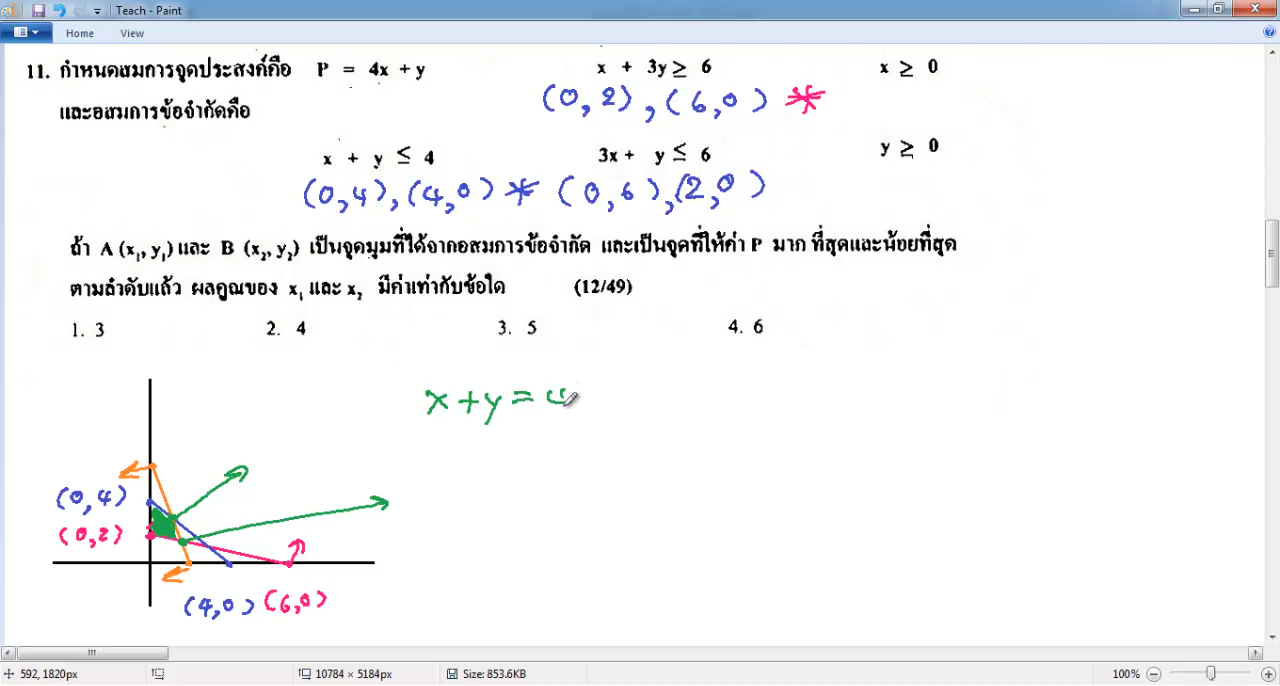 Teach - Paint
Home View
11. กำหนดสมการจุดประสงค์คือ P = 4x + y x + 3y ≥ 6 x ≥ 0
(0, 2), (6, 0) *
และอสมการข้อจำกัดคือ
x + y ≤ 4 3x + y ≤ 6 y ≥ 0
(0, 4), (4, 0) * (0, 6), (2, 0)
ถ้า A (x₁, y₁) และ B (x₂, y₂) เป็นจุดมุมที่ได้จากอสมการข้อจำกัด และเป็นจุดที่ให้ค่า P มาก ที่สุดและน้อยที่สุด
ตามลำดับแล้ว ผลคูณของ x₁ และ x₂ มีค่าเท่ากับข้อใด (12/49)
1. 3 2. 4 3. 5 4. 6
x + y =
(0, 4)
(0, 2)
(4, 0) (6, 0)
592, 1820px 10784 × 5184px Size: 853.6KB 100%